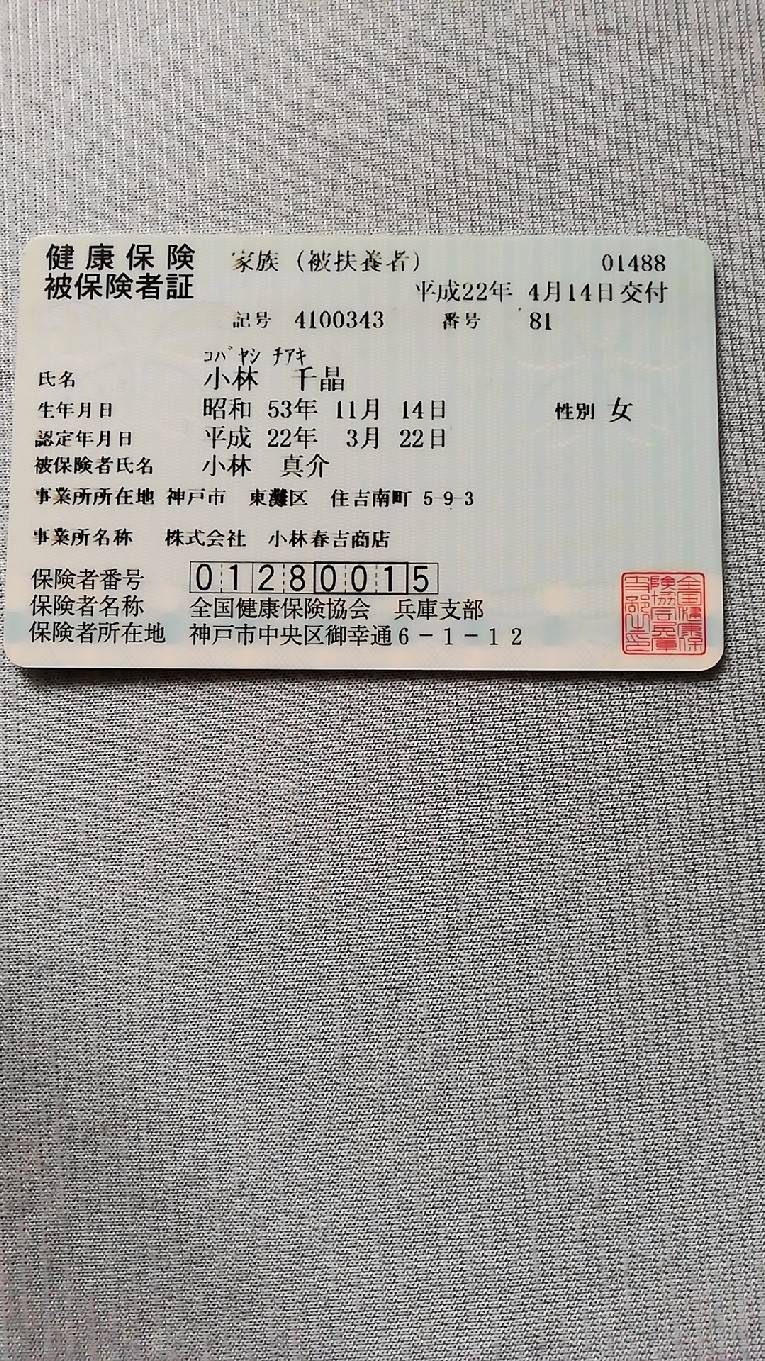 健康保険 家族（被扶養者） 01488
被保険者証 平成22年 4月14日交付
記号 4100343 番号 81
ｺﾊﾞﾔｼ ﾁｱｷ
氏名 小林 千晶
生年月日 昭和 53年 11月 14日 性別 女
認定年月日 平成 22年 3月 22日
被保険者氏名 小林 真介
事業所所在地 神戸市 東灘区 住吉南町 5-9-3
事業所名称 株式会社 小林春吉商店
保険者番号 01280015
保険者名称 全国健康保険協会 兵庫支部
保険者所在地 神戸市中央区御幸通6－1－12